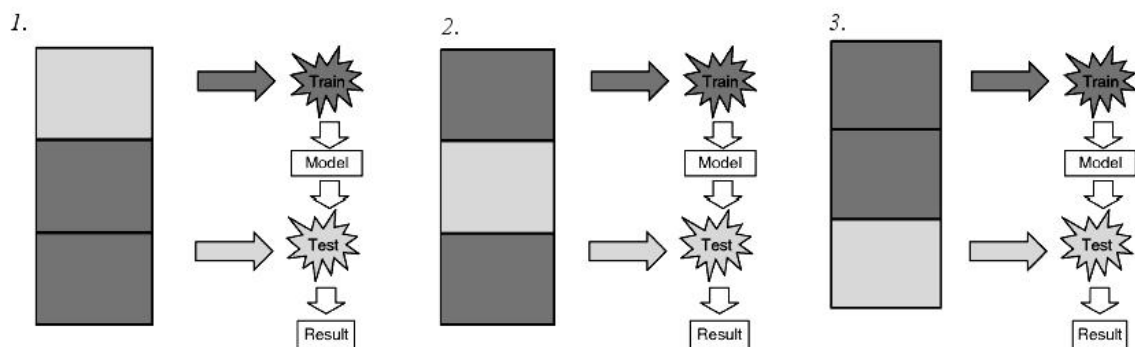 1.
Train
Model
Test
Result
2.
Train
Model
Test
Result
3.
Train
Model
Test
Result